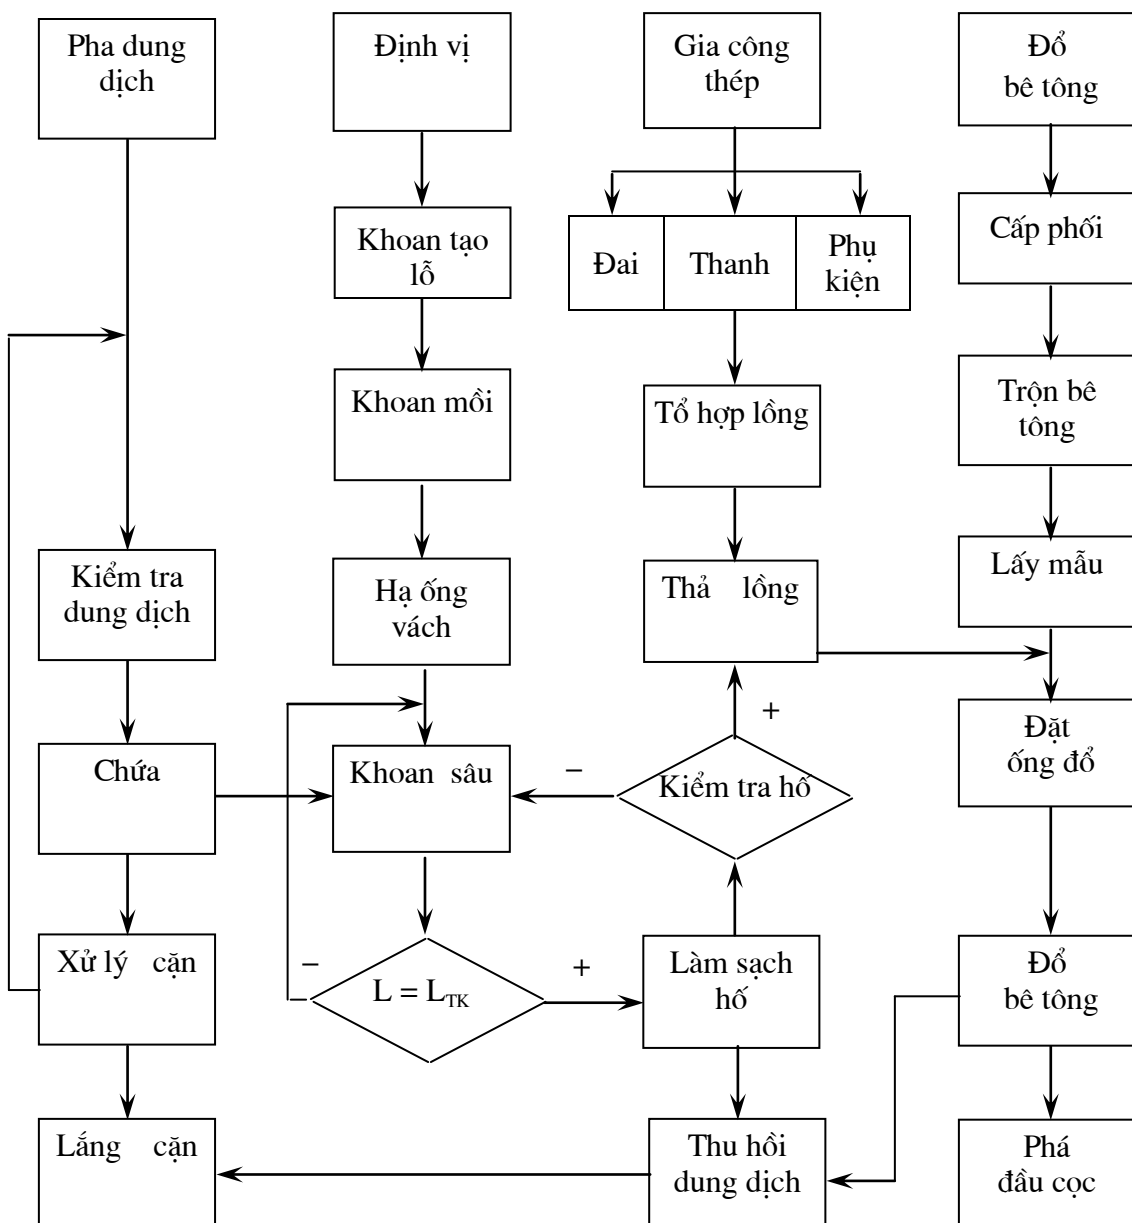 Pha dung
dịch
Định vị
Gia công
thép
Đổ
bê tông
Khoan tạo
lỗ
Đai
Thanh
Phụ
kiện
Cấp phối
Khoan mồi
Tổ hợp lồng
Trộn bê
tông
Kiểm tra
dung dịch
Hạ ống
vách
Thả lồng
Lấy mẫu
+
Chứa
Khoan sâu
–
Kiểm tra hố
Đặt
ống đổ
Xử lý cặn
–
L = LTK
+
Làm sạch
hố
Đổ
bê tông
Lắng cặn
Thu hồi
dung dịch
Phá
đầu cọc